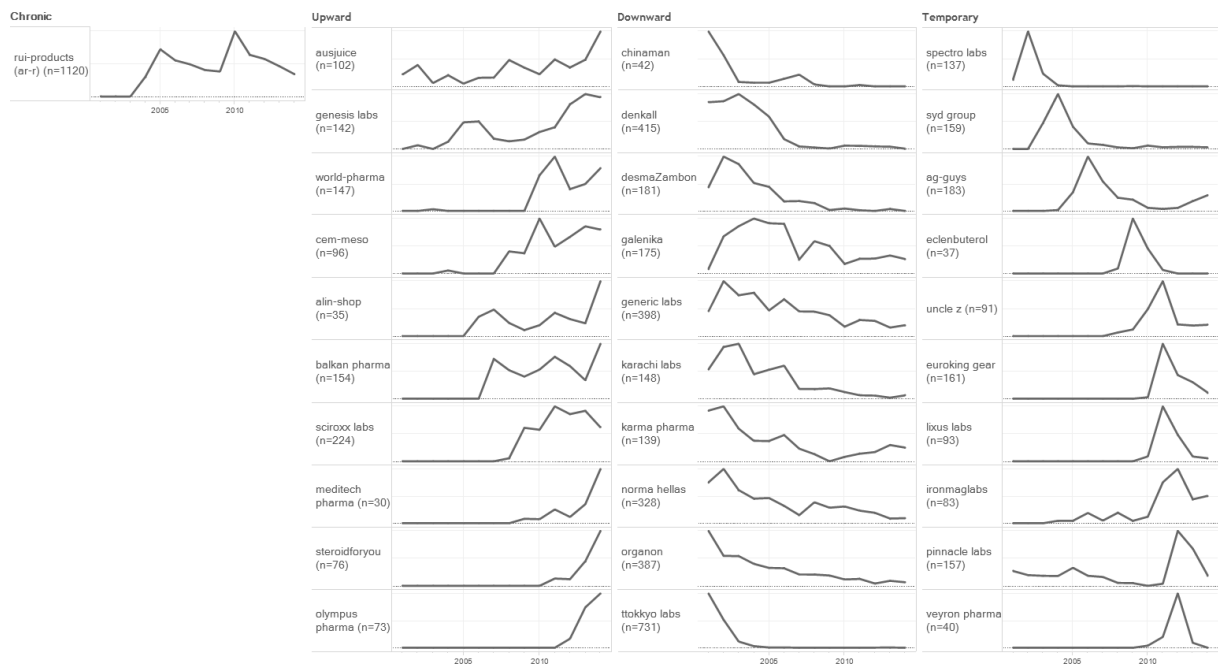 Chronic
rui-products
(ar-r) (n=1120)
2005 2010
Upward
ausjuice
(n=102)
genesis labs
(n=142)
world-pharma
(n=147)
cem-meso
(n=96)
alin-shop
(n=35)
balkan pharma
(n=154)
sciroxx labs
(n=224)
meditech
pharma (n=30)
steroidforyou
(n=76)
olympus
pharma (n=73)
2005 2010
Downward
chinaman
(n=42)
denkall
(n=415)
desmaZambon
(n=181)
galenika
(n=175)
generic labs
(n=398)
karachi labs
(n=148)
karma pharma
(n=139)
norma hellas
(n=328)
organon
(n=387)
ttokkyo labs
(n=731)
2005 2010
Temporary
spectro labs
(n=137)
syd group
(n=159)
ag-guys
(n=183)
eclenbuterol
(n=37)
uncle z (n=91)
euroking gear
(n=161)
lixus labs
(n=93)
ironmaglabs
(n=83)
pinnacle labs
(n=157)
veyron pharma
(n=40)
2005 2010